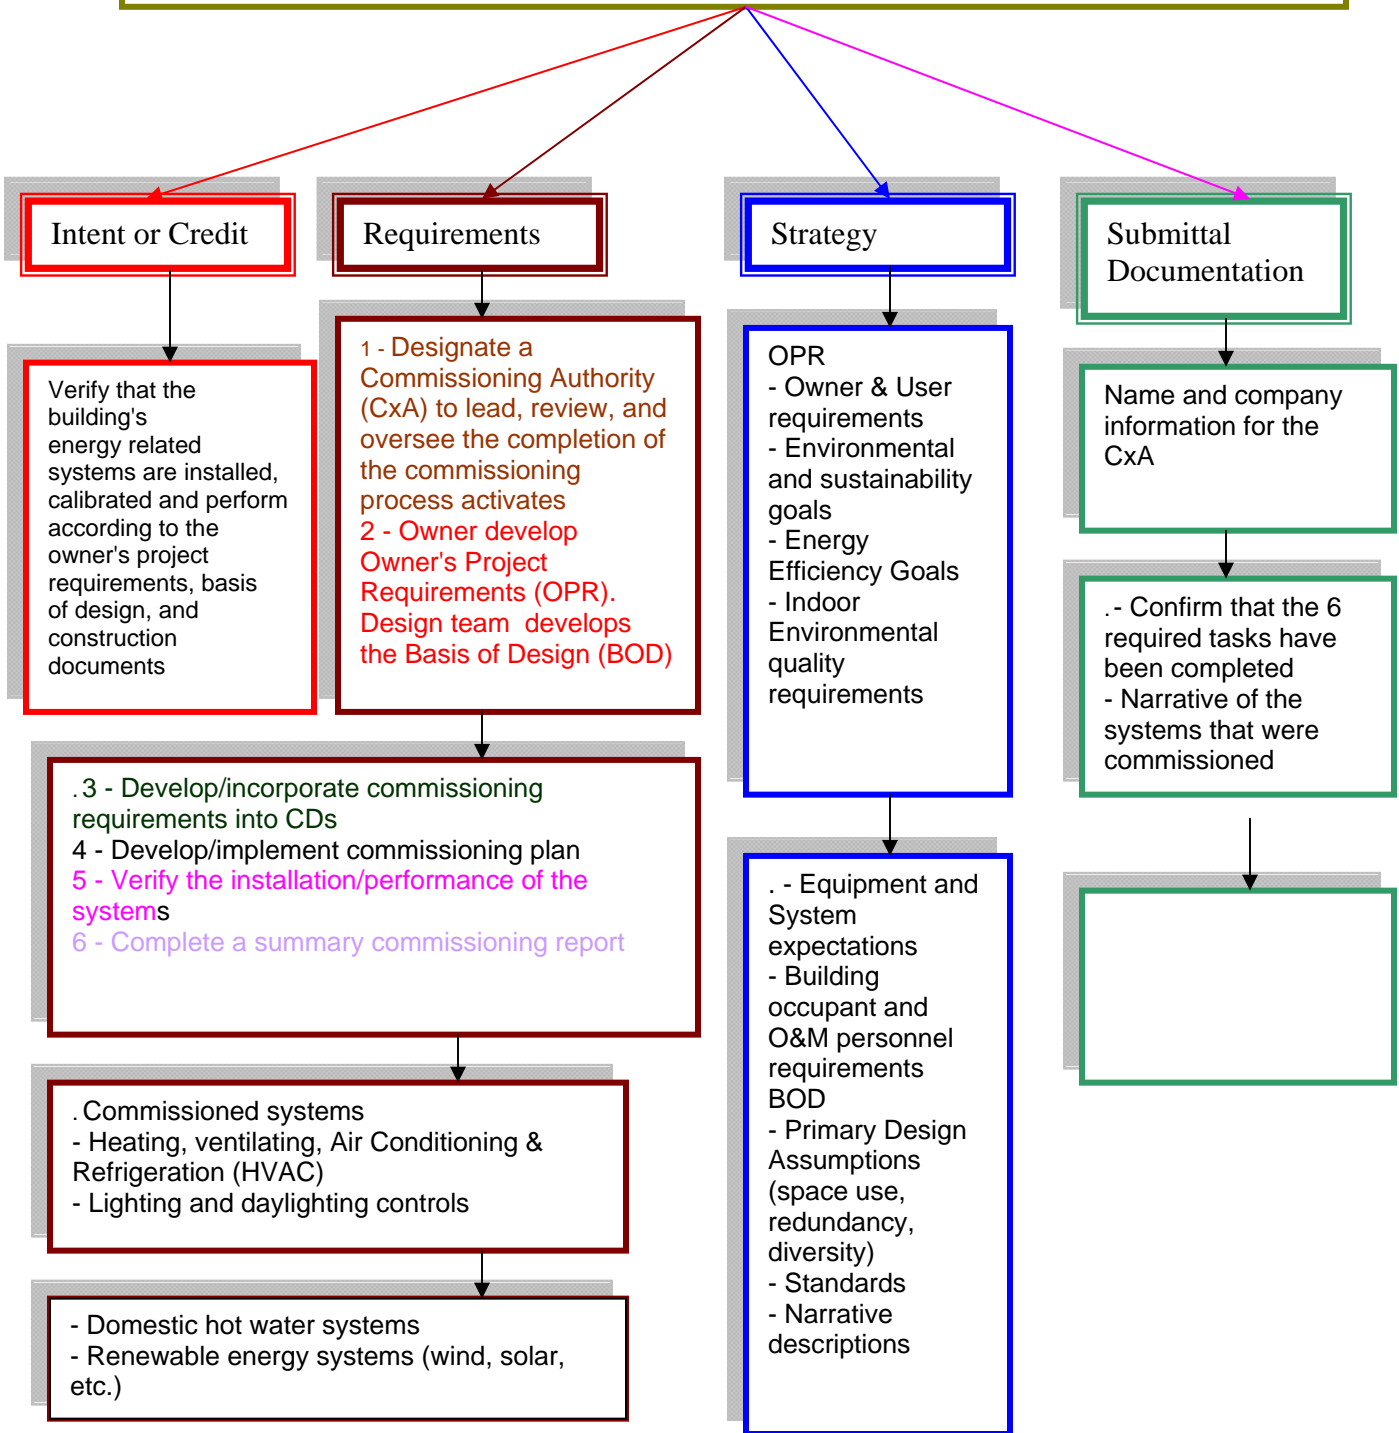 Intent or Credit
Verify that the
building's
energy related
systems are installed,
calibrated and perform
according to the
owner's project
requirements, basis
of design, and
construction
documents
Requirements
1 - Designate a
Commissioning Authority
(CxA) to lead, review, and
oversee the completion of
the commissioning
process activates
2 - Owner develop
Owner's Project
Requirements (OPR).
Design team  develops
the Basis of Design (BOD)
. 3 - Develop/incorporate commissioning
requirements into CDs
4 - Develop/implement commissioning plan
5 - Verify the installation/performance of the
systems
6 - Complete a summary commissioning report
. Commissioned systems
- Heating, ventilating, Air Conditioning &
Refrigeration (HVAC)
- Lighting and daylighting controls
- Domestic hot water systems
- Renewable energy systems (wind, solar,
etc.)
Strategy
OPR
- Owner & User
requirements
- Environmental
and sustainability
goals
- Energy
Efficiency Goals
- Indoor
Environmental
quality
requirements
. - Equipment and
System
expectations
- Building
occupant and
O&M personnel
requirements
BOD
- Primary Design
Assumptions
(space use,
redundancy,
diversity)
- Standards
- Narrative
descriptions
Submittal
Documentation
Name and company
information for the
CxA
. - Confirm that the 6
required tasks have
been completed
- Narrative of the
systems that were
commissioned